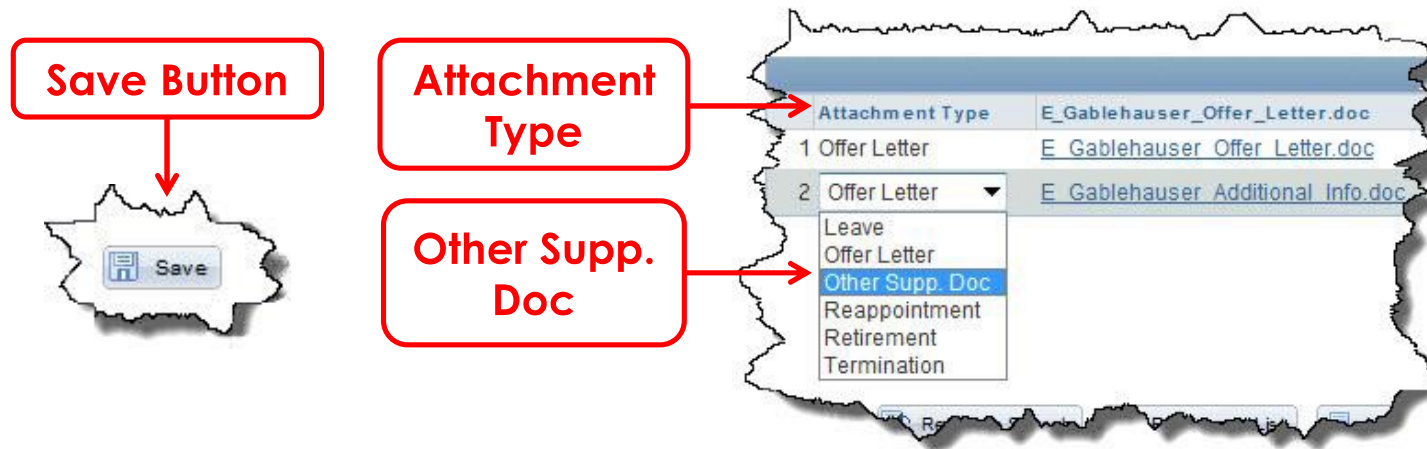 Save Button
Save
Attachment
Type
Other Supp.
Doc
Attachment Type E_Gablehauser_Offer_Letter.doc
1 Offer Letter E_Gablehauser_Offer_Letter.doc
2 Offer Letter E_Gablehauser_Additional_Info.doc
Leave
Offer Letter
Other Supp. Doc
Reappointment
Retirement
Termination